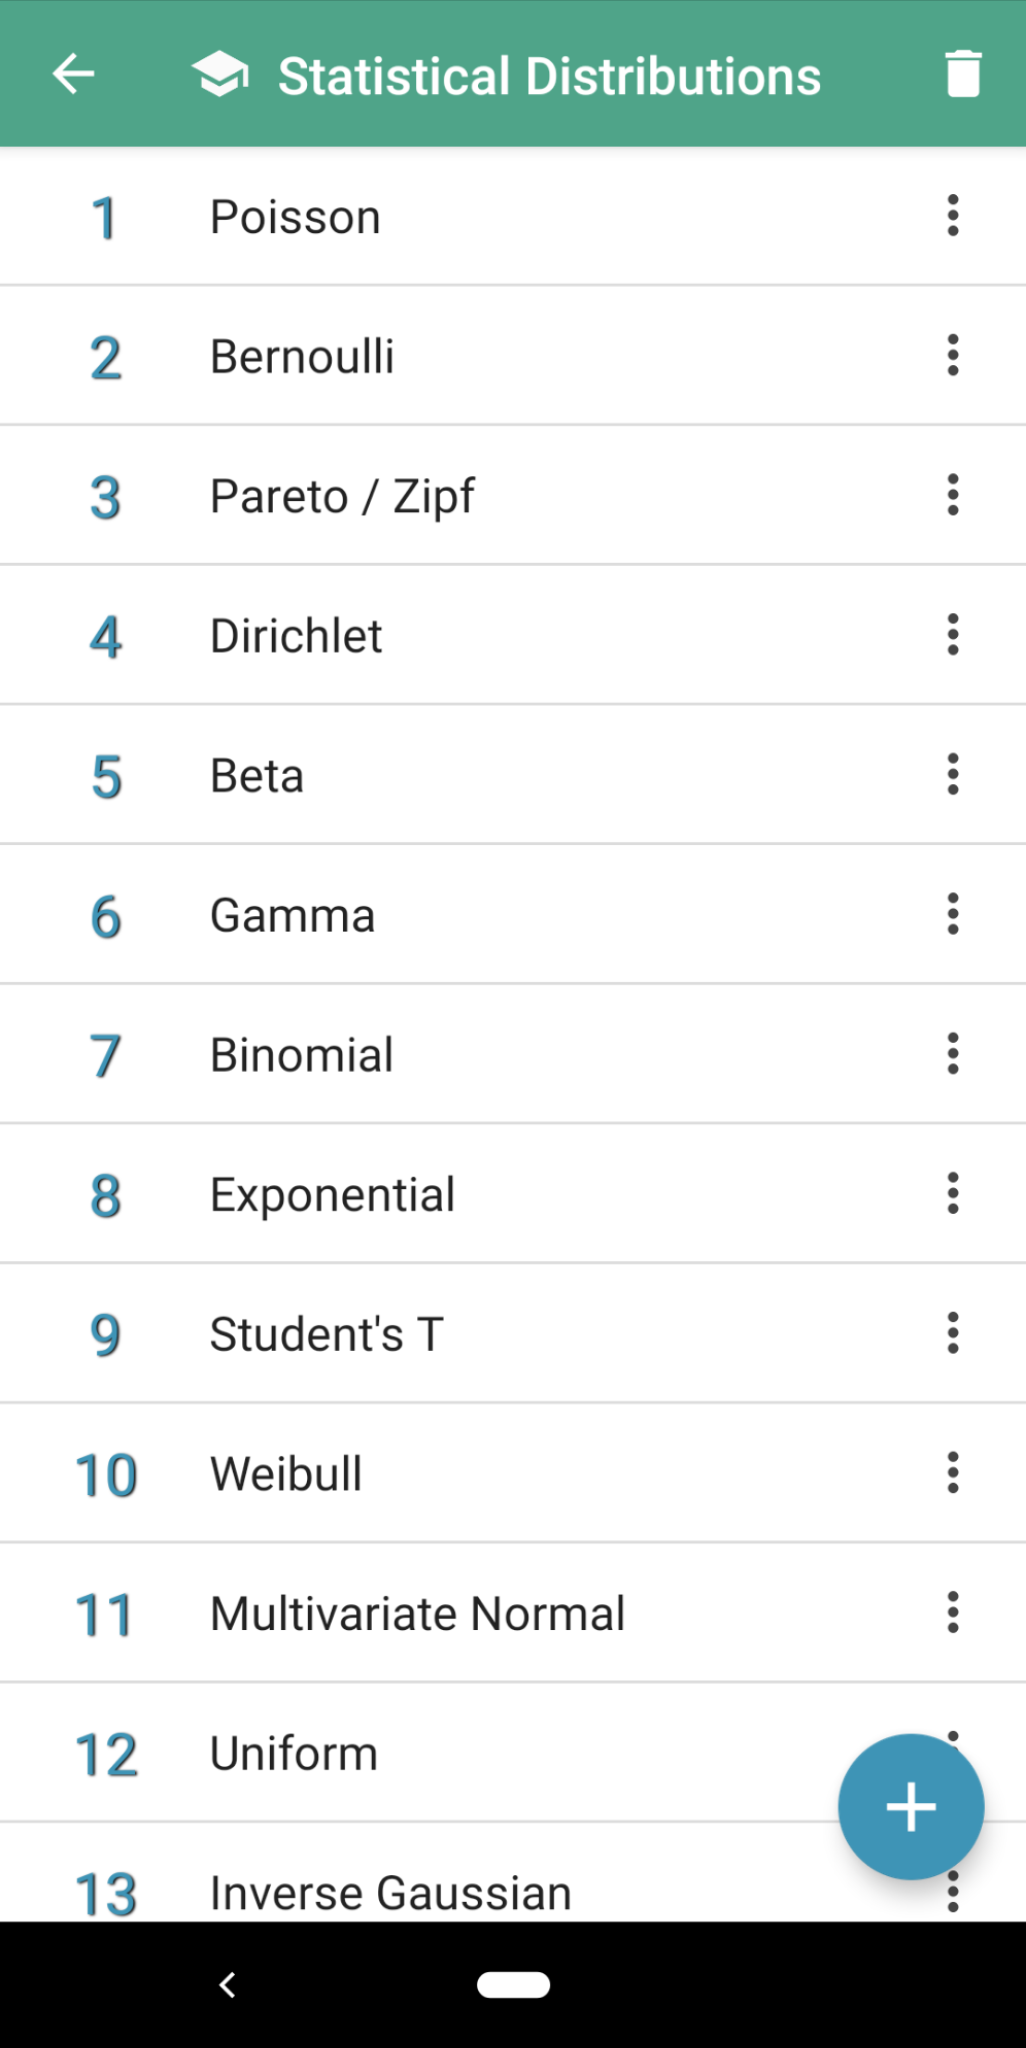 Statistical Distributions
1 Poisson
2 Bernoulli
3 Pareto / Zipf
4 Dirichlet
5 Beta
6 Gamma
7 Binomial
8 Exponential
9 Student's T
10 Weibull
11 Multivariate Normal
12 Uniform
13 Inverse Gaussian